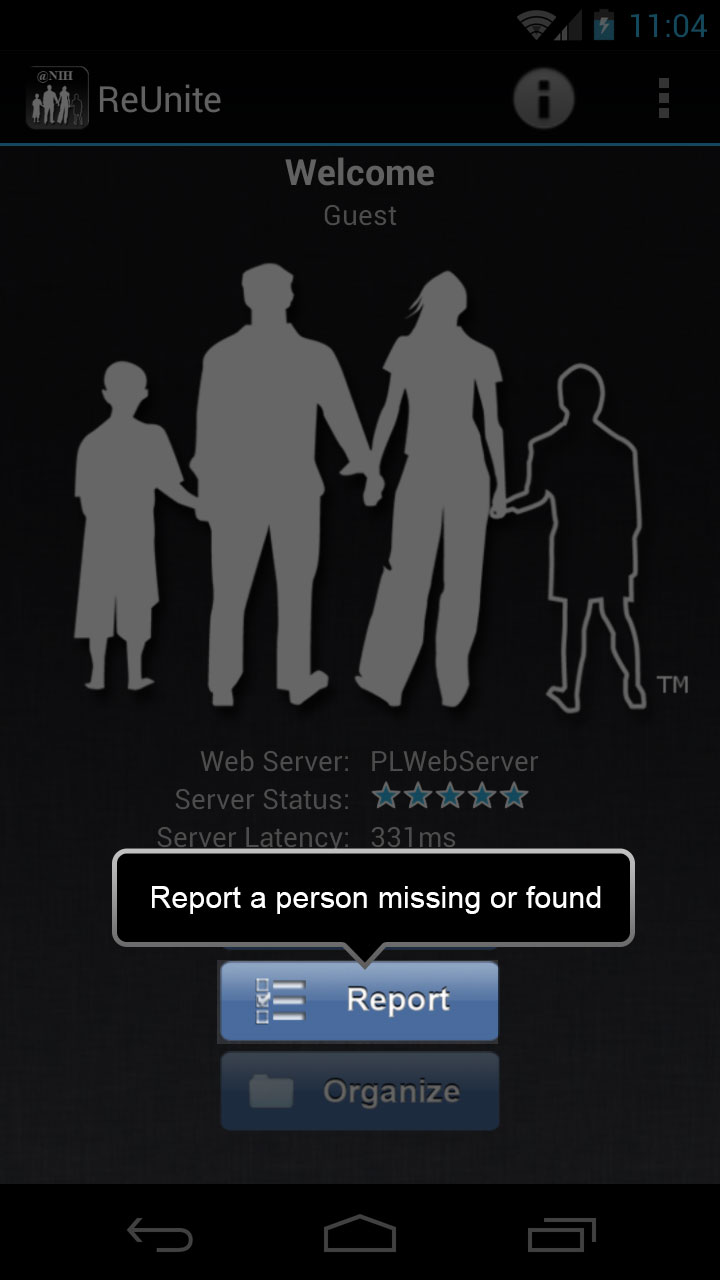 11:04
@NIH
ReUnite
Welcome
Guest
TM
Web Server: PLWebServer
Server Status:
Server Latency: 331ms
Report a person missing or found
Report
Organize